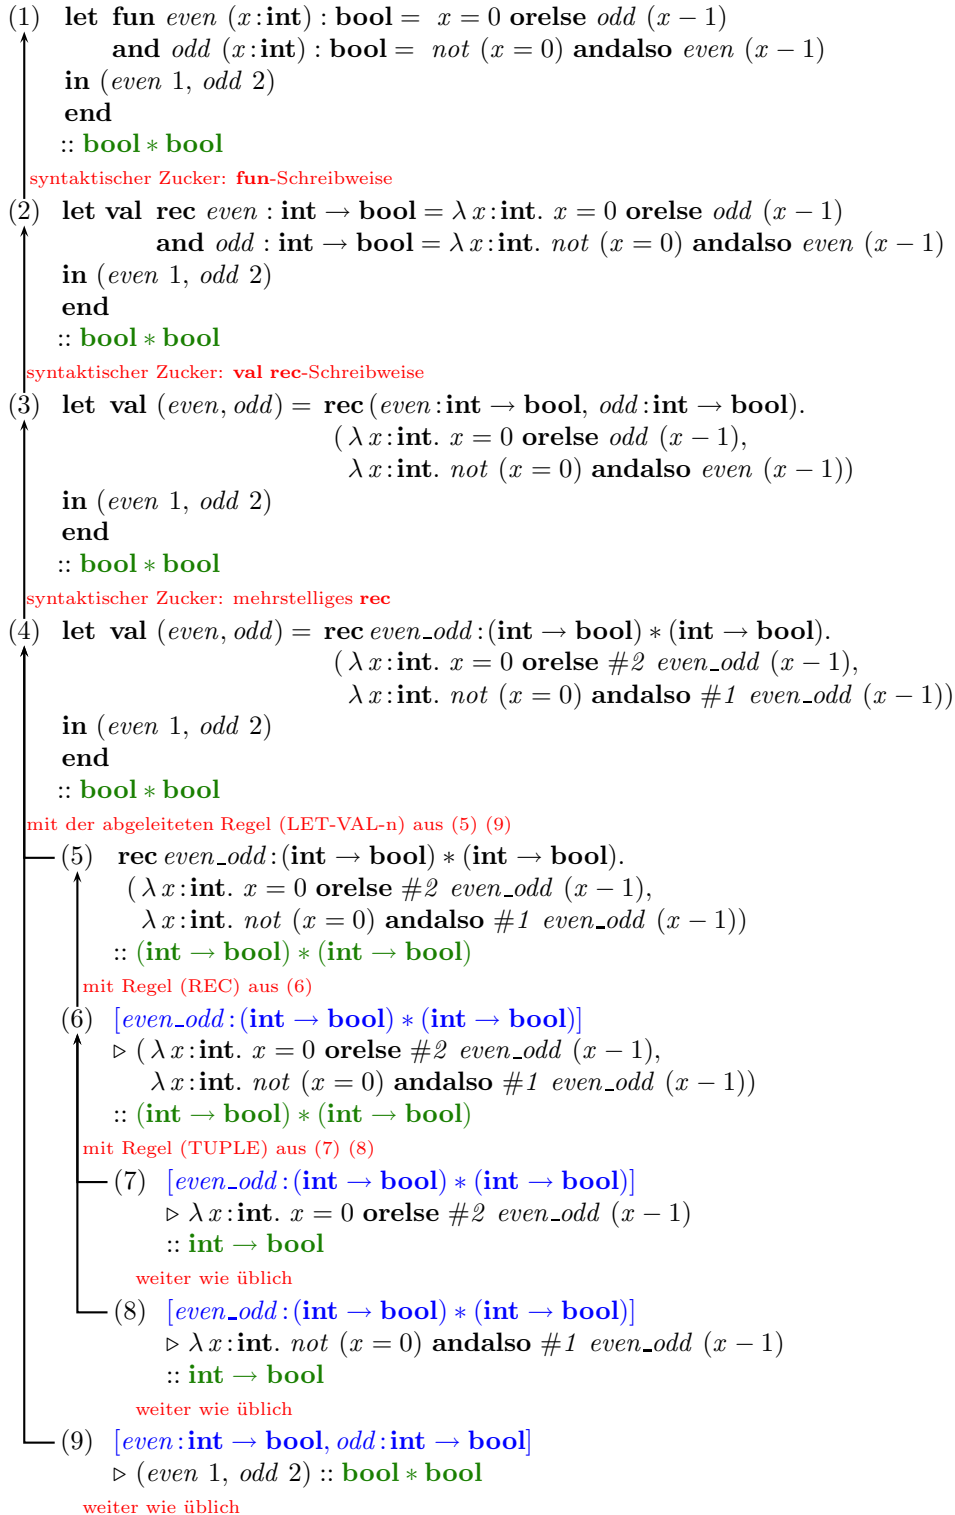 (1) let fun even (x:int) : bool = x = 0 orelse odd (x − 1)
and odd (x:int) : bool = not (x = 0) andalso even (x − 1)
in (even 1, odd 2)
end
:: bool ∗ bool
syntaktischer Zucker: fun-Schreibweise
(2) let val rec even : int → bool = λ x:int. x = 0 orelse odd (x − 1)
and odd : int → bool = λ x:int. not (x = 0) andalso even (x − 1)
in (even 1, odd 2)
end
:: bool ∗ bool
syntaktischer Zucker: val rec-Schreibweise
(3) let val (even, odd) = rec (even:int → bool, odd:int → bool).
( λ x:int. x = 0 orelse odd (x − 1),
λ x:int. not (x = 0) andalso even (x − 1))
in (even 1, odd 2)
end
:: bool ∗ bool
syntaktischer Zucker: mehrstelliges rec
(4) let val (even, odd) = rec even_odd:(int → bool) ∗ (int → bool).
( λ x:int. x = 0 orelse #2 even_odd (x − 1),
λ x:int. not (x = 0) andalso #1 even_odd (x − 1))
in (even 1, odd 2)
end
:: bool ∗ bool
mit der abgeleiteten Regel (LET-VAL-n) aus (5) (9)
(5) rec even_odd:(int → bool) ∗ (int → bool).
( λ x:int. x = 0 orelse #2 even_odd (x − 1),
λ x:int. not (x = 0) andalso #1 even_odd (x − 1))
:: (int → bool) ∗ (int → bool)
mit Regel (REC) aus (6)
(6) [even_odd:(int → bool) ∗ (int → bool)]
▷ ( λ x:int. x = 0 orelse #2 even_odd (x − 1),
λ x:int. not (x = 0) andalso #1 even_odd (x − 1))
:: (int → bool) ∗ (int → bool)
mit Regel (TUPLE) aus (7) (8)
(7) [even_odd:(int → bool) ∗ (int → bool)]
▷ λ x:int. x = 0 orelse #2 even_odd (x − 1)
:: int → bool
weiter wie üblich
(8) [even_odd:(int → bool) ∗ (int → bool)]
▷ λ x:int. not (x = 0) andalso #1 even_odd (x − 1)
:: int → bool
weiter wie üblich
(9) [even:int → bool, odd:int → bool]
▷ (even 1, odd 2) :: bool ∗ bool
weiter wie üblich